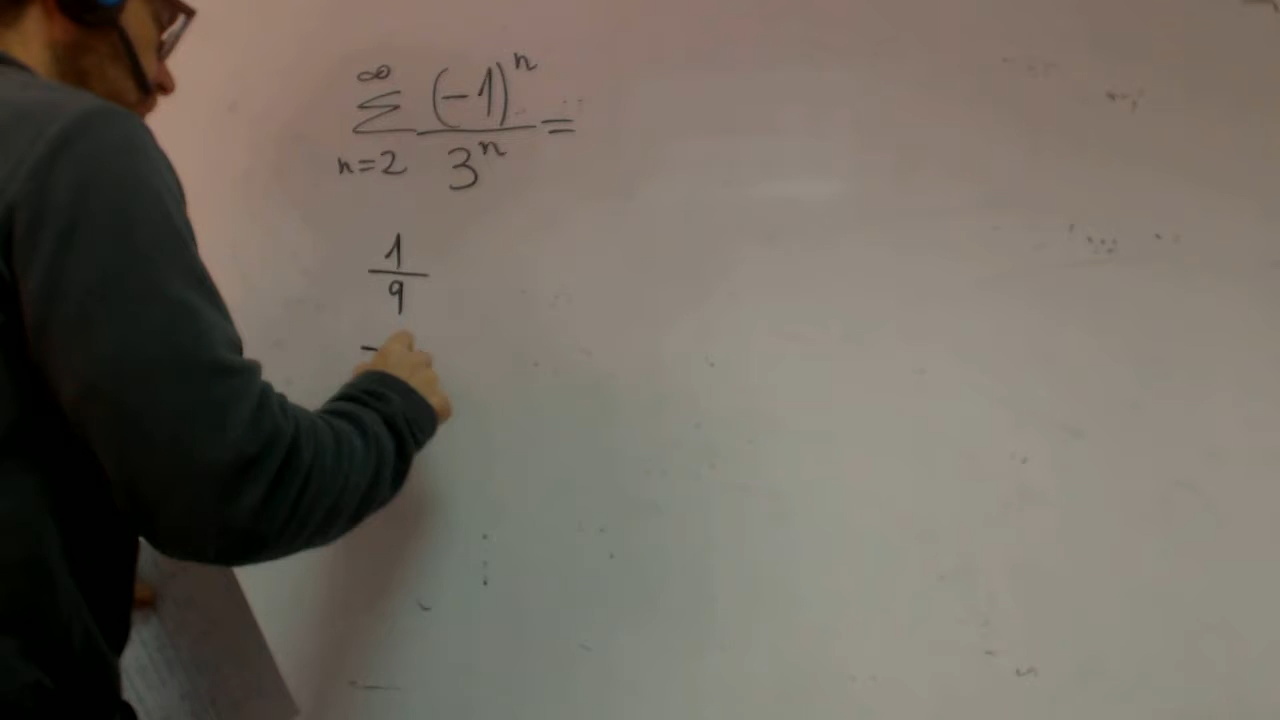 ∞
∑ (-1)^n / 3^n =
n=2
1
9
-